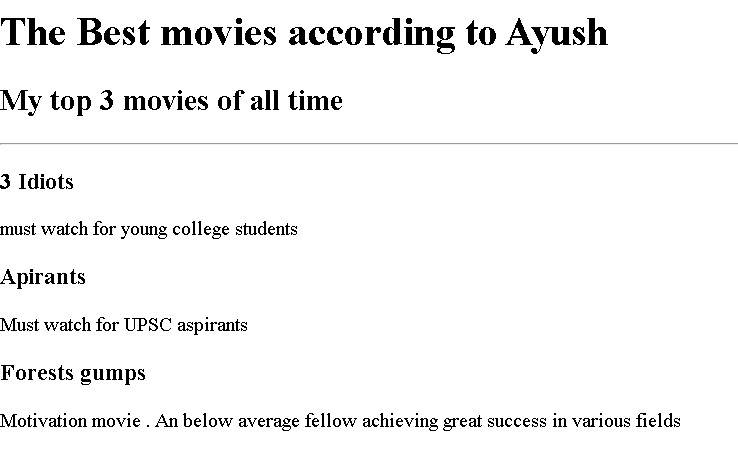 The Best movies according to Ayush
My top 3 movies of all time
3 Idiots
must watch for young college students
Apirants
Must watch for UPSC aspirants
Forests gumps
Motivation movie . An below average fellow achieving great success in various fields